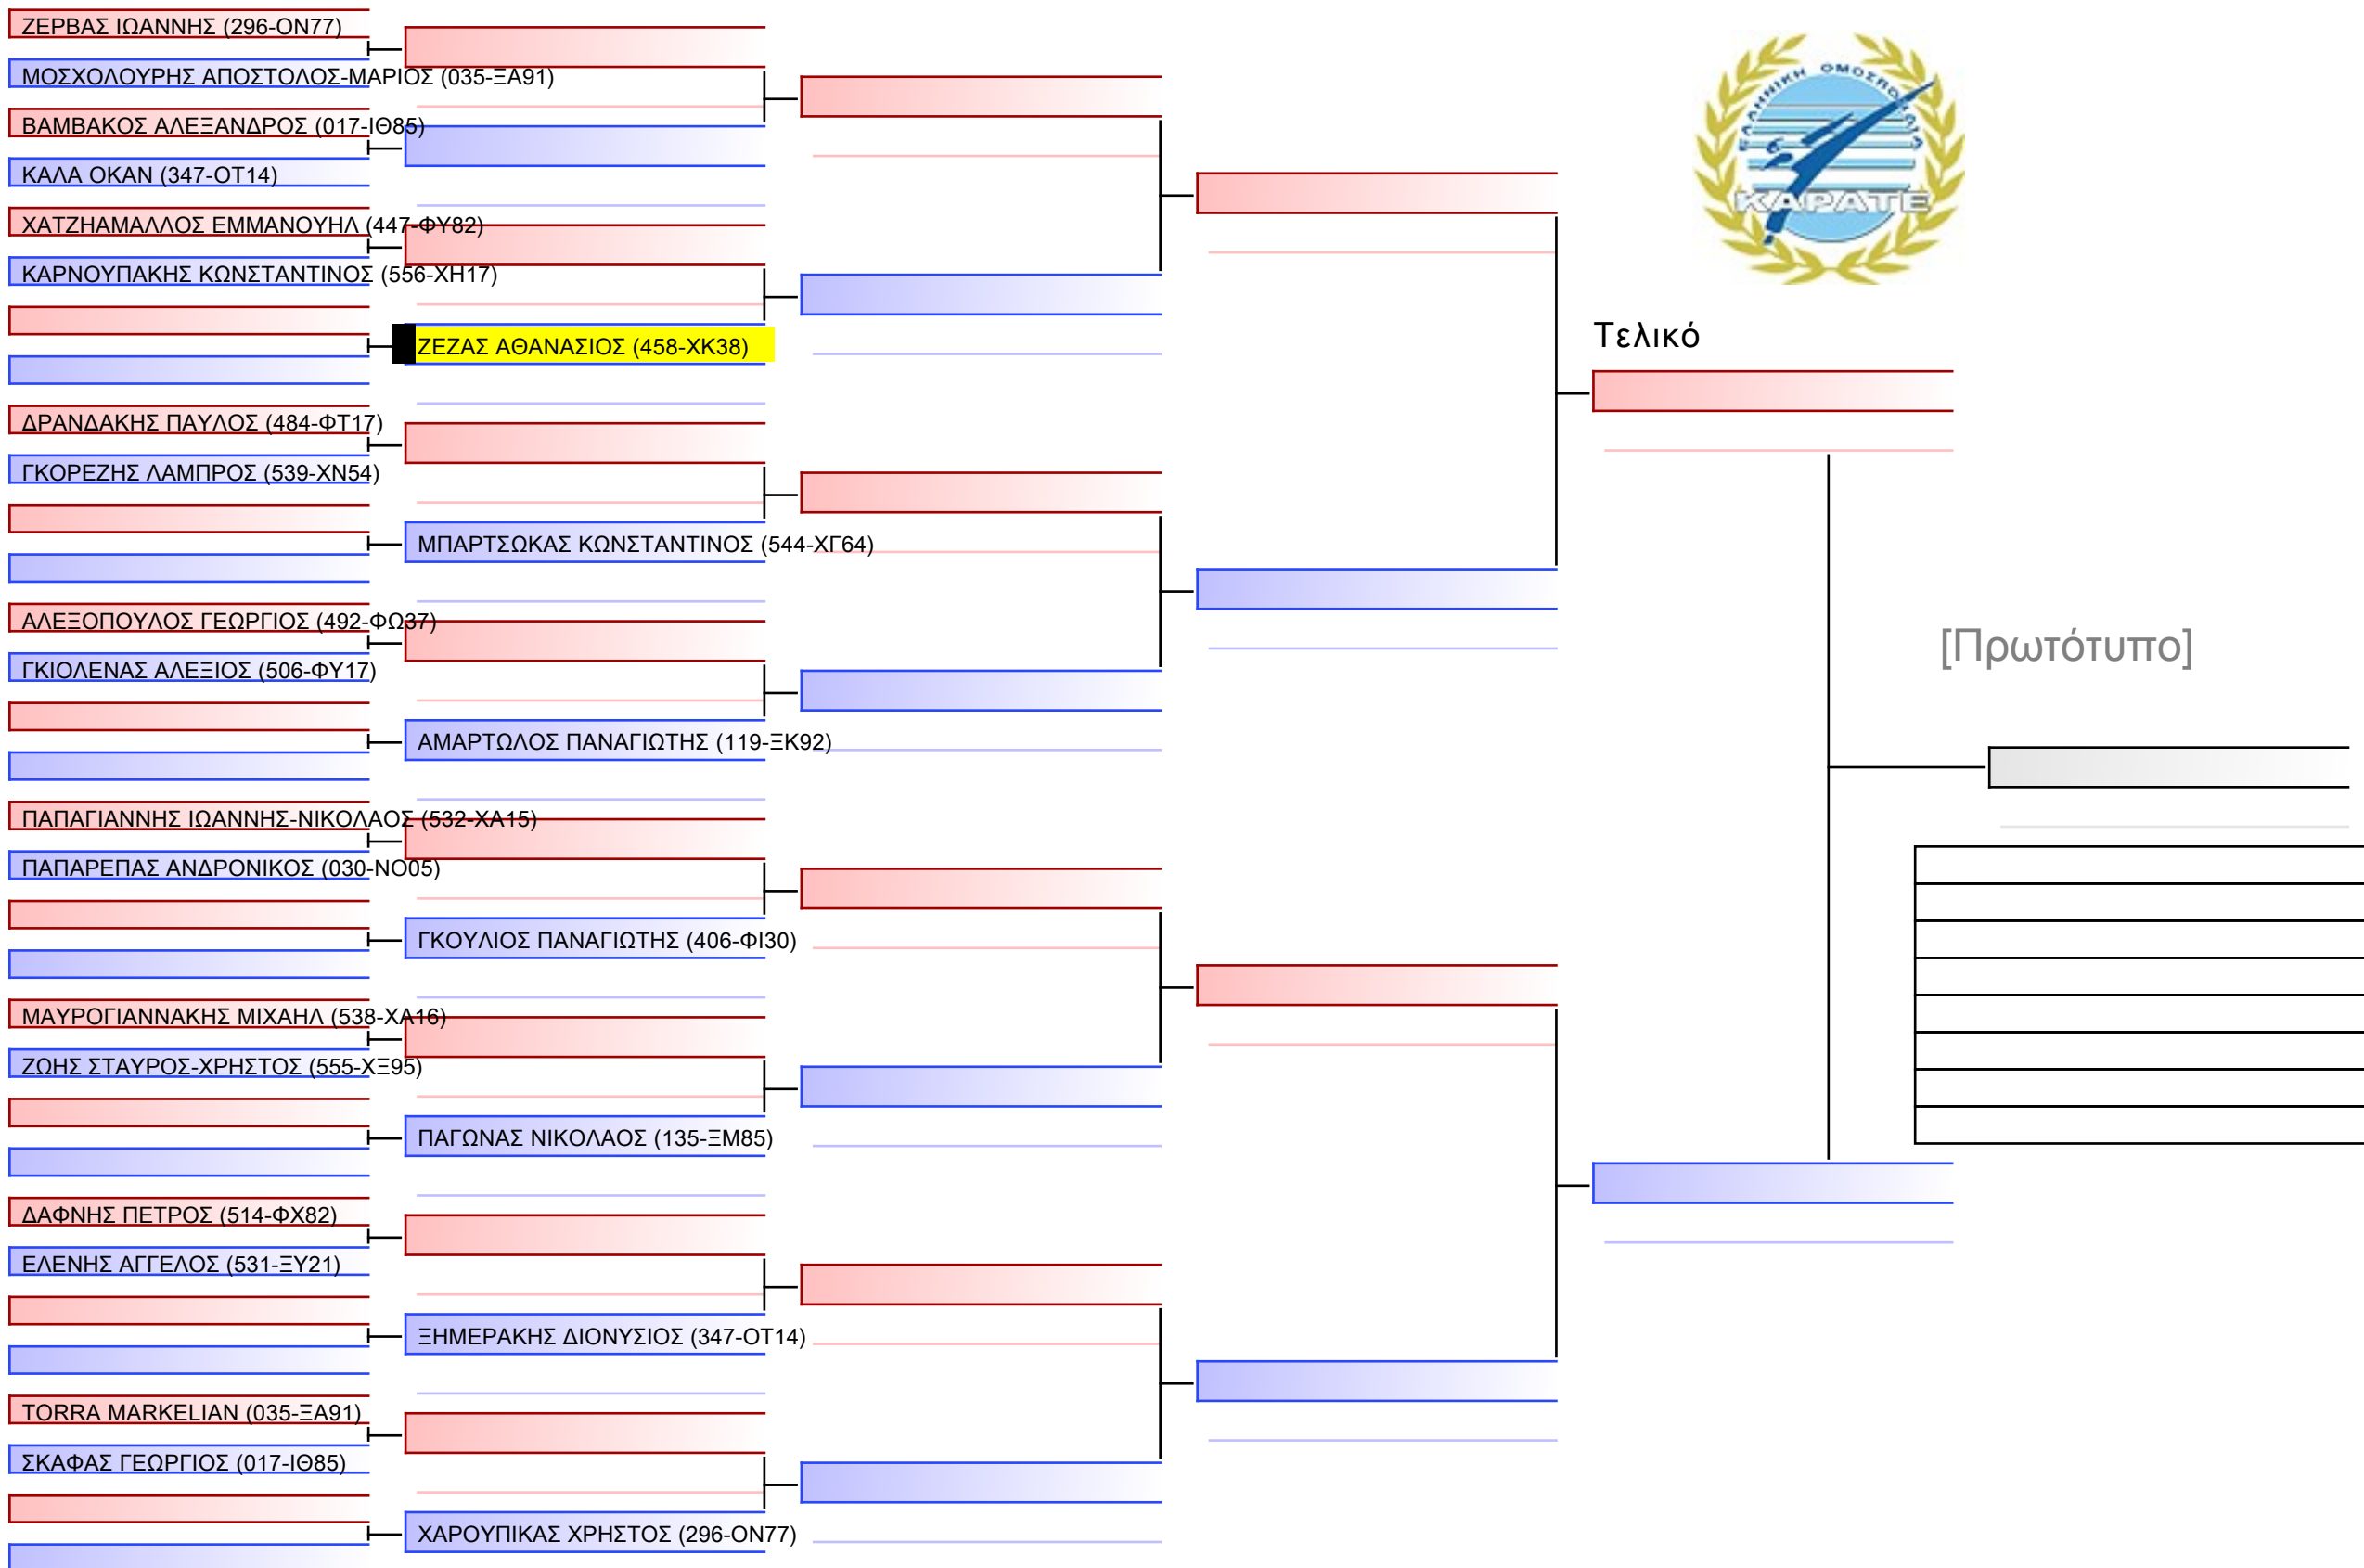 ΖΕΡΒΑΣ ΙΩΑΝΝΗΣ (296-ΟΝ77)
ΜΟΣΧΟΛΟΥΡΗΣ ΑΠΟΣΤΟΛΟΣ-ΜΑΡΙΟΣ (035-ΞΑ91)
ΒΑΜΒΑΚΟΣ ΑΛΕΞΑΝΔΡΟΣ (017-ΙΘ85)
ΚΑΛΑ ΟΚΑΝ (347-ΟΤ14)
ΧΑΤΖΗΑΜΑΛΛΟΣ ΕΜΜΑΝΟΥΗΛ (447-ΦΥ82)
ΚΑΡΝΟΥΠΑΚΗΣ ΚΩΝΣΤΑΝΤΙΝΟΣ (556-ΧΗ17)
ΖΕΖΑΣ ΑΘΑΝΑΣΙΟΣ (458-ΧΚ38)
ΔΡΑΝΔΑΚΗΣ ΠΑΥΛΟΣ (484-ΦΤ17)
ΓΚΟΡΕΖΗΣ ΛΑΜΠΡΟΣ (539-ΧΝ54)
ΜΠΑΡΤΣΩΚΑΣ ΚΩΝΣΤΑΝΤΙΝΟΣ (544-ΧΓ64)
ΑΛΕΞΟΠΟΥΛΟΣ ΓΕΩΡΓΙΟΣ (492-ΦΩ37)
ΓΚΙΟΛΕΝΑΣ ΑΛΕΞΙΟΣ (506-ΦΥ17)
ΑΜΑΡΤΩΛΟΣ ΠΑΝΑΓΙΩΤΗΣ (119-ΞΚ92)
ΠΑΠΑΓΙΑΝΝΗΣ ΙΩΑΝΝΗΣ-ΝΙΚΟΛΑΟΣ (532-ΧΑ15)
ΠΑΠΑΡΕΠΑΣ ΑΝΔΡΟΝΙΚΟΣ (030-ΝΟ05)
ΓΚΟΥΛΙΟΣ ΠΑΝΑΓΙΩΤΗΣ (406-ΦΙ30)
ΜΑΥΡΟΓΙΑΝΝΑΚΗΣ ΜΙΧΑΗΛ (538-ΧΑ16)
ΖΩΗΣ ΣΤΑΥΡΟΣ-ΧΡΗΣΤΟΣ (555-ΧΞ95)
ΠΑΓΩΝΑΣ ΝΙΚΟΛΑΟΣ (135-ΞΜ85)
ΔΑΦΝΗΣ ΠΕΤΡΟΣ (514-ΦΧ82)
ΕΛΕΝΗΣ ΑΓΓΕΛΟΣ (531-ΞΥ21)
ΞΗΜΕΡΑΚΗΣ ΔΙΟΝΥΣΙΟΣ (347-ΟΤ14)
TORRA MARKELIAN (035-ΞΑ91)
ΣΚΑΦΑΣ ΓΕΩΡΓΙΟΣ (017-ΙΘ85)
ΧΑΡΟΥΠΙΚΑΣ ΧΡΗΣΤΟΣ (296-ΟΝ77)
ΕΛΛΗΝΙΚΗ ΟΜΟΣΠΟΝΔΙΑ
ΚΑΡΑΤΕ
Τελικό
[Πρωτότυπο]